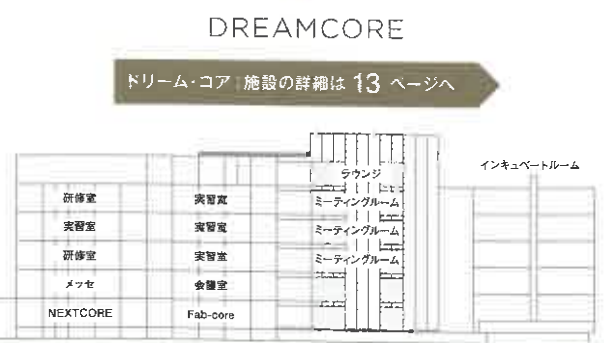 DREAMCORE
ドリーム・コア 施設の詳細は 13 ページへ
インキュベートルーム
ラウンジ
研修室 実習室 ミーティングルーム
実習室 実習室 ミーティングルーム
研修室 実習室 ミーティングルーム
メッセ 会議室
NEXTCORE Fab-core